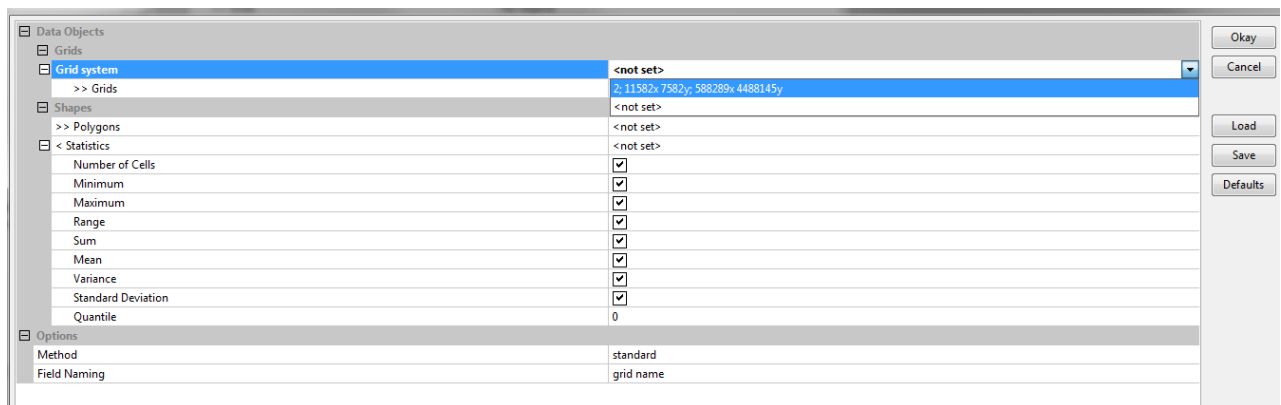 Data Objects
Grids
Grid system <not set>
>> Grids 2; 11582x 7582y; 588289x 4488145y
Shapes <not set>
>> Polygons <not set>
< Statistics <not set>
Number of Cells
Minimum
Maximum
Range
Sum
Mean
Variance
Standard Deviation
Quantile 0
Options
Method standard
Field Naming grid name
Okay
Cancel
Load
Save
Defaults